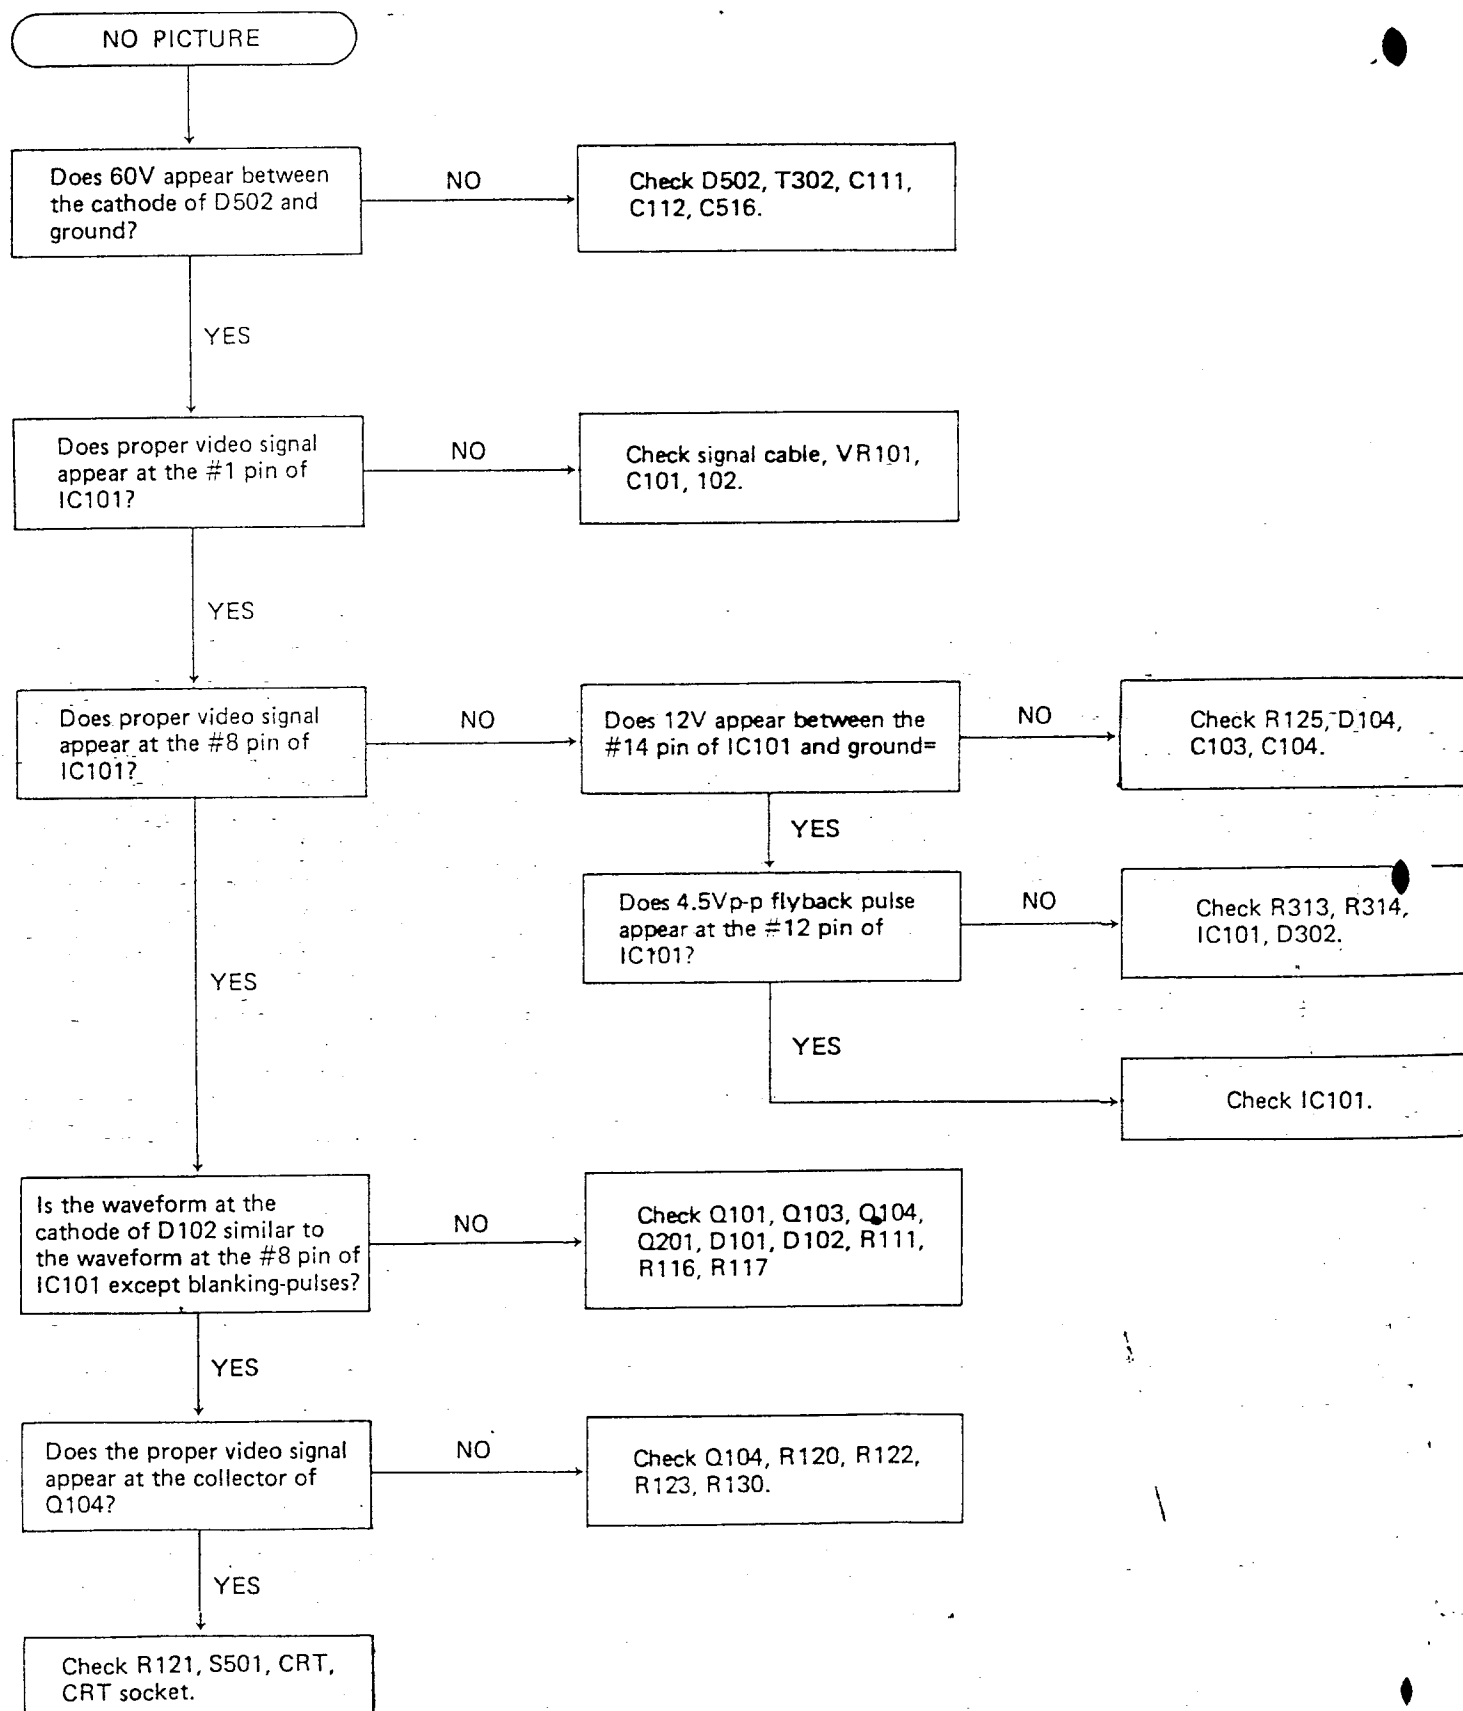 NO PICTURE
Does 60V appear between
the cathode of D502 and
ground?
NO
Check D502, T302, C111,
C112, C516.
YES
Does proper video signal
appear at the #1 pin of
IC101?
NO
Check signal cable, VR101,
C101, 102.
YES
Does proper video signal
appear at the #8 pin of
IC101?
NO
Does 12V appear between the
#14 pin of IC101 and ground=
NO
Check R125, D104,
C103, C104.
YES
Does 4.5Vp-p flyback pulse
appear at the #12 pin of
IC101?
NO
Check R313, R314,
IC101, D302.
YES
YES
Check IC101.
Is the waveform at the
cathode of D102 similar to
the waveform at the #8 pin of
IC101 except blanking-pulses?
NO
Check Q101, Q103, Q104,
Q201, D101, D102, R111,
R116, R117
YES
Does the proper video signal
appear at the collector of
Q104?
NO
Check Q104, R120, R122,
R123, R130.
YES
Check R121, S501, CRT,
CRT socket.